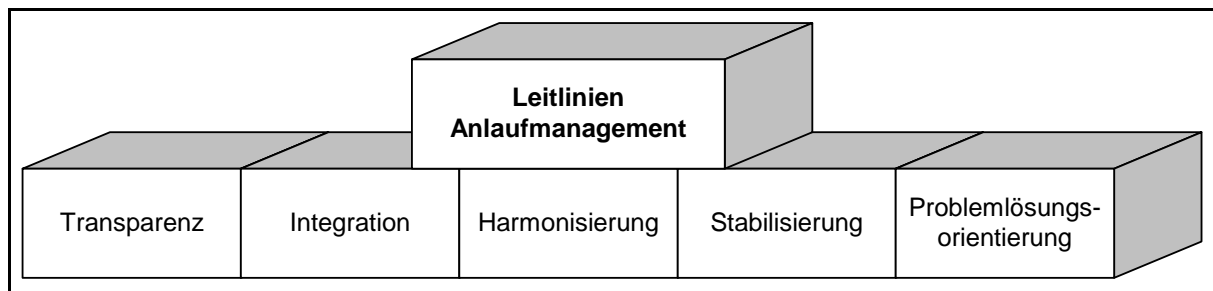 Leitlinien
Anlaufmanagement
Transparenz
Integration
Harmonisierung
Stabilisierung
Problemlösungs-
orientierung